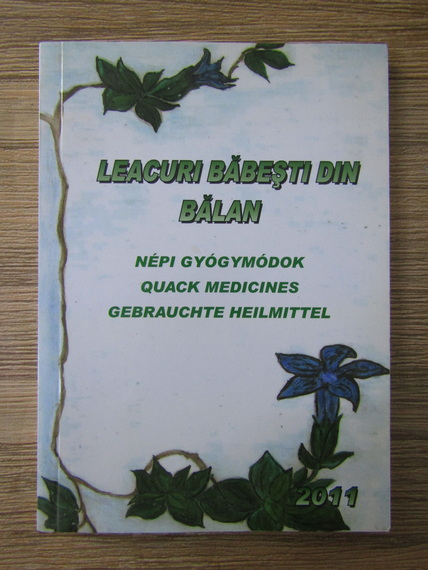 LEACURI BĂBEŞTI DIN
BĂLAN
NÉPI GYÓGYMÓDOK
QUACK MEDICINES
GEBRAUCHTE HEILMITTEL
2011